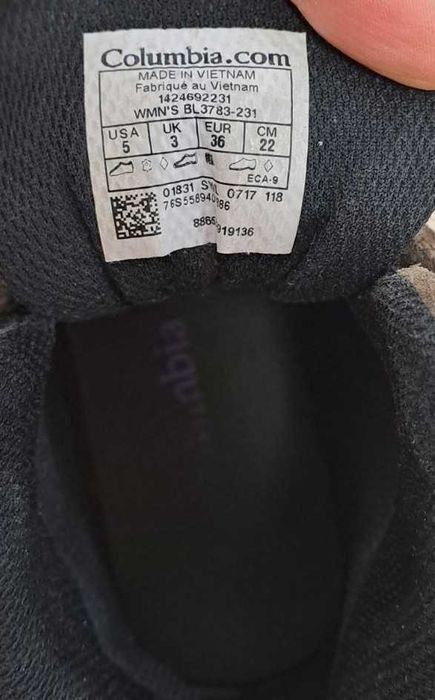 Columbia.com
MADE IN VIETNAM
Fabriqué au Vietnam
1424692231
WMN'S BL3783-231
USA UK EUR CM
5 3 36 22
ECA-9
01831 0717 118
919136